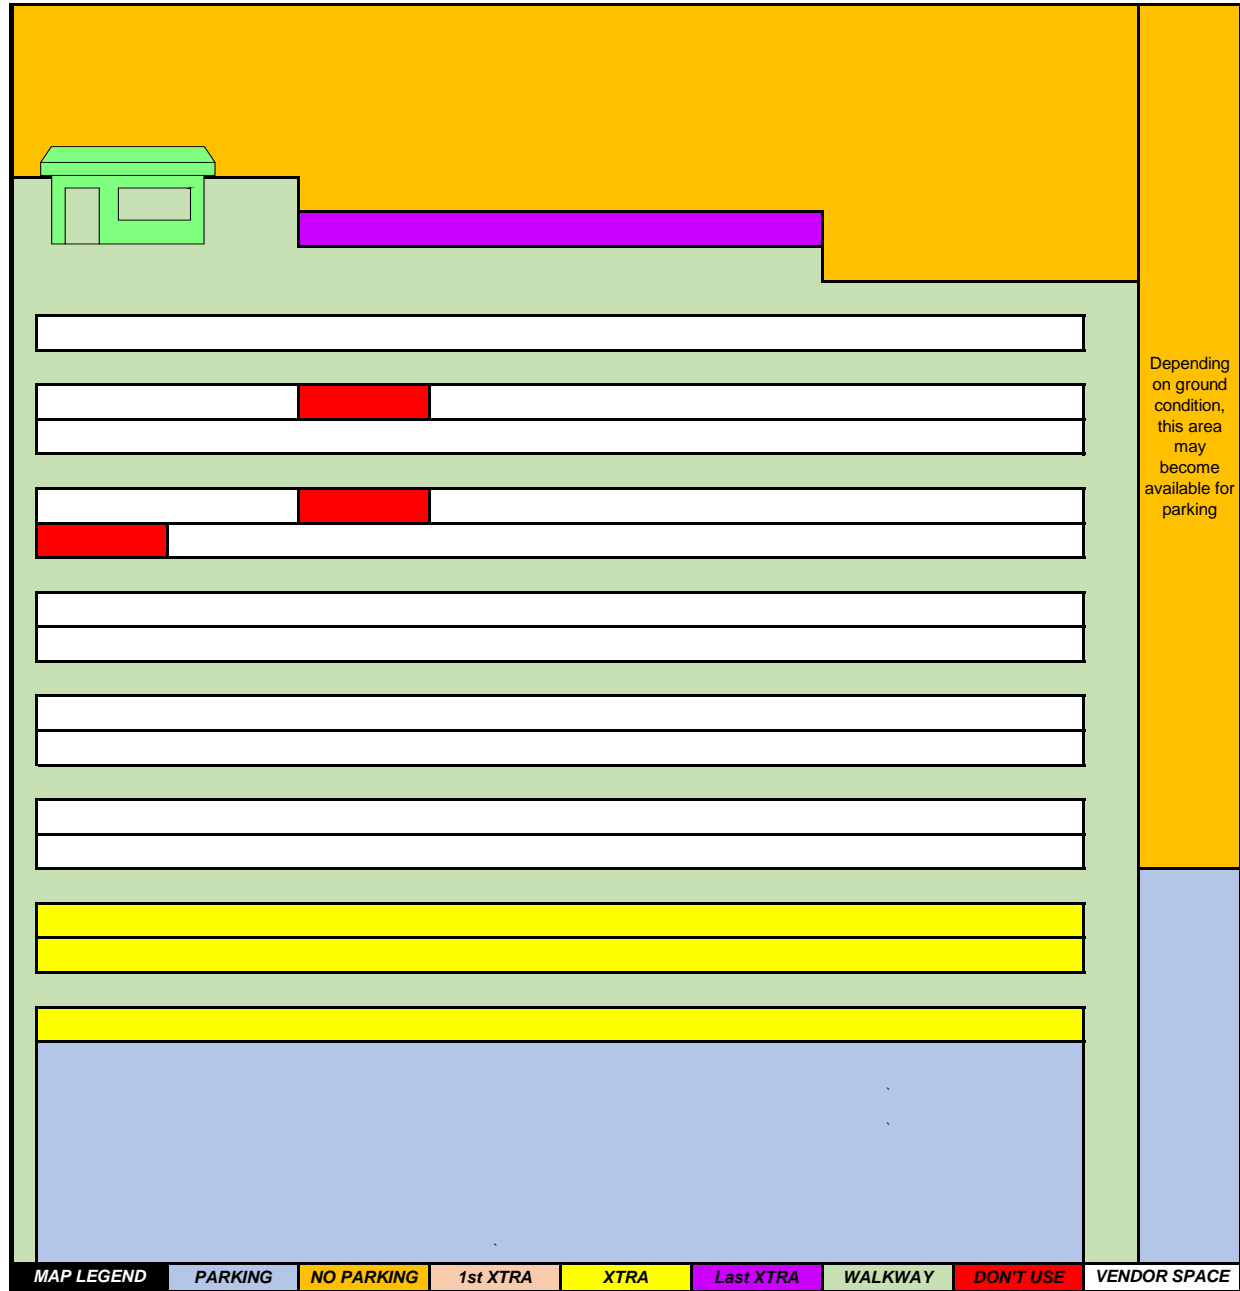 Depending
on ground
condition,
this area
may
become
available for
parking
MAP LEGEND PARKING NO PARKING 1st XTRA XTRA Last XTRA WALKWAY DON'T USE VENDOR SPACE